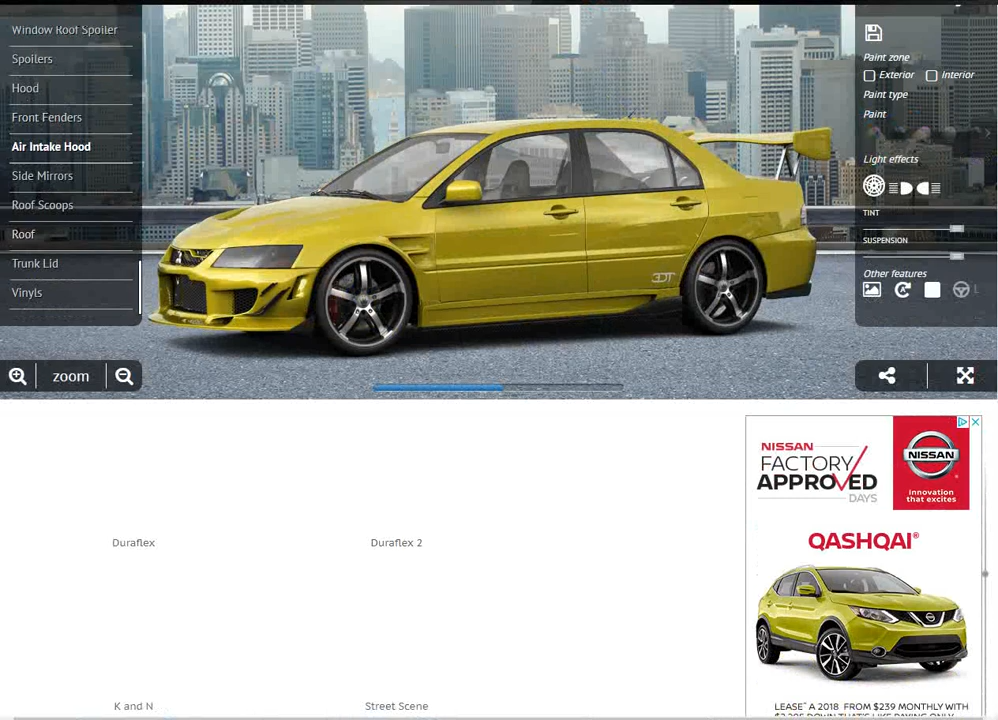 Window Roof Spoiler
Spoilers
Hood
Front Fenders
Air Intake Hood
Side Mirrors
Roof Scoops
Roof
Trunk Lid
Vinyls
zoom
Paint zone
Exterior Interior
Paint type
Paint
Light effects
TINT
SUSPENSION
Other features
3DT
Duraflex
Duraflex 2
K and N
Street Scene
NISSAN
FACTORY
APPROVED
DAYS
NISSAN
Innovation
that excites
QASHQAI®
LEASE^ A 2018 FROM $239 MONTHLY WITH